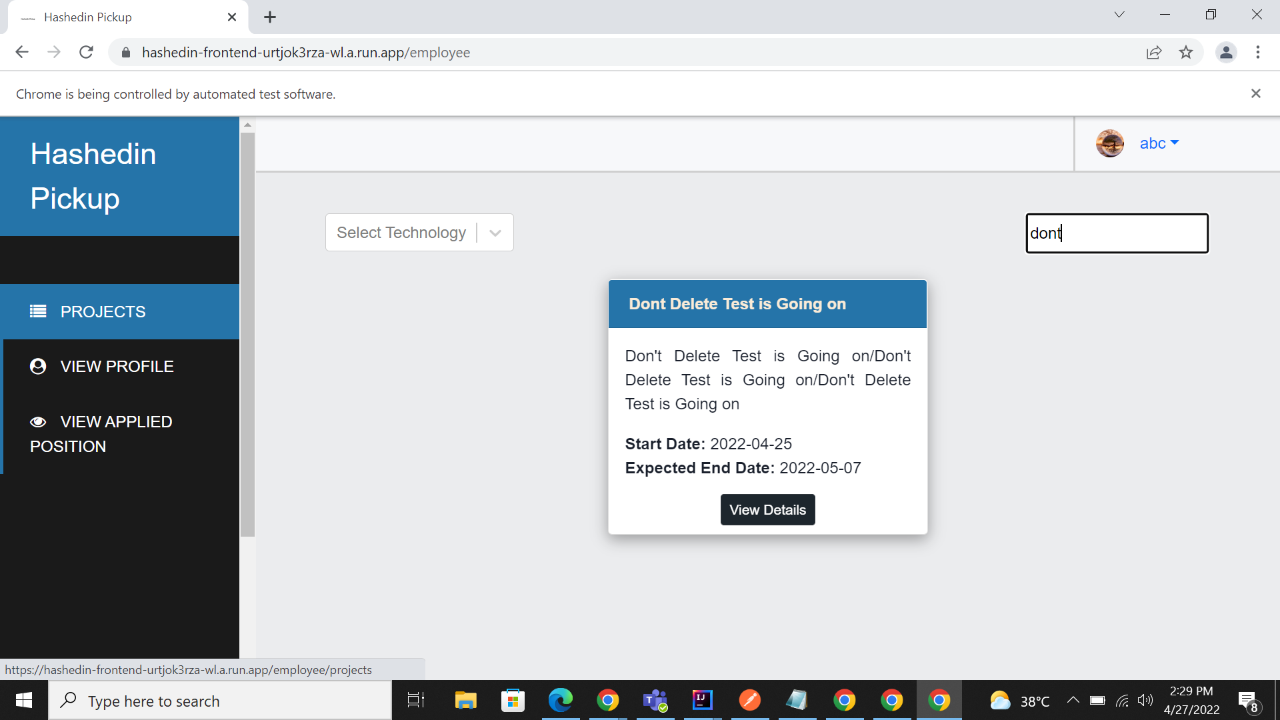 Hashedin Pickup
hashedin-frontend-urtjok3rza-wl.a.run.app/employee
Chrome is being controlled by automated test software.
Hashedin
Pickup
abc
PROJECTS
VIEW PROFILE
VIEW APPLIED
POSITION
Select Technology
dont
Dont Delete Test is Going on
Don't Delete Test is Going on/Don't
Delete Test is Going on/Don't Delete
Test is Going on
Start Date: 2022-04-25
Expected End Date: 2022-05-07
View Details
https://hashedin-frontend-urtjok3rza-wl.a.run.app/employee/projects
Type here to search
38°C
2:29 PM
4/27/2022
8